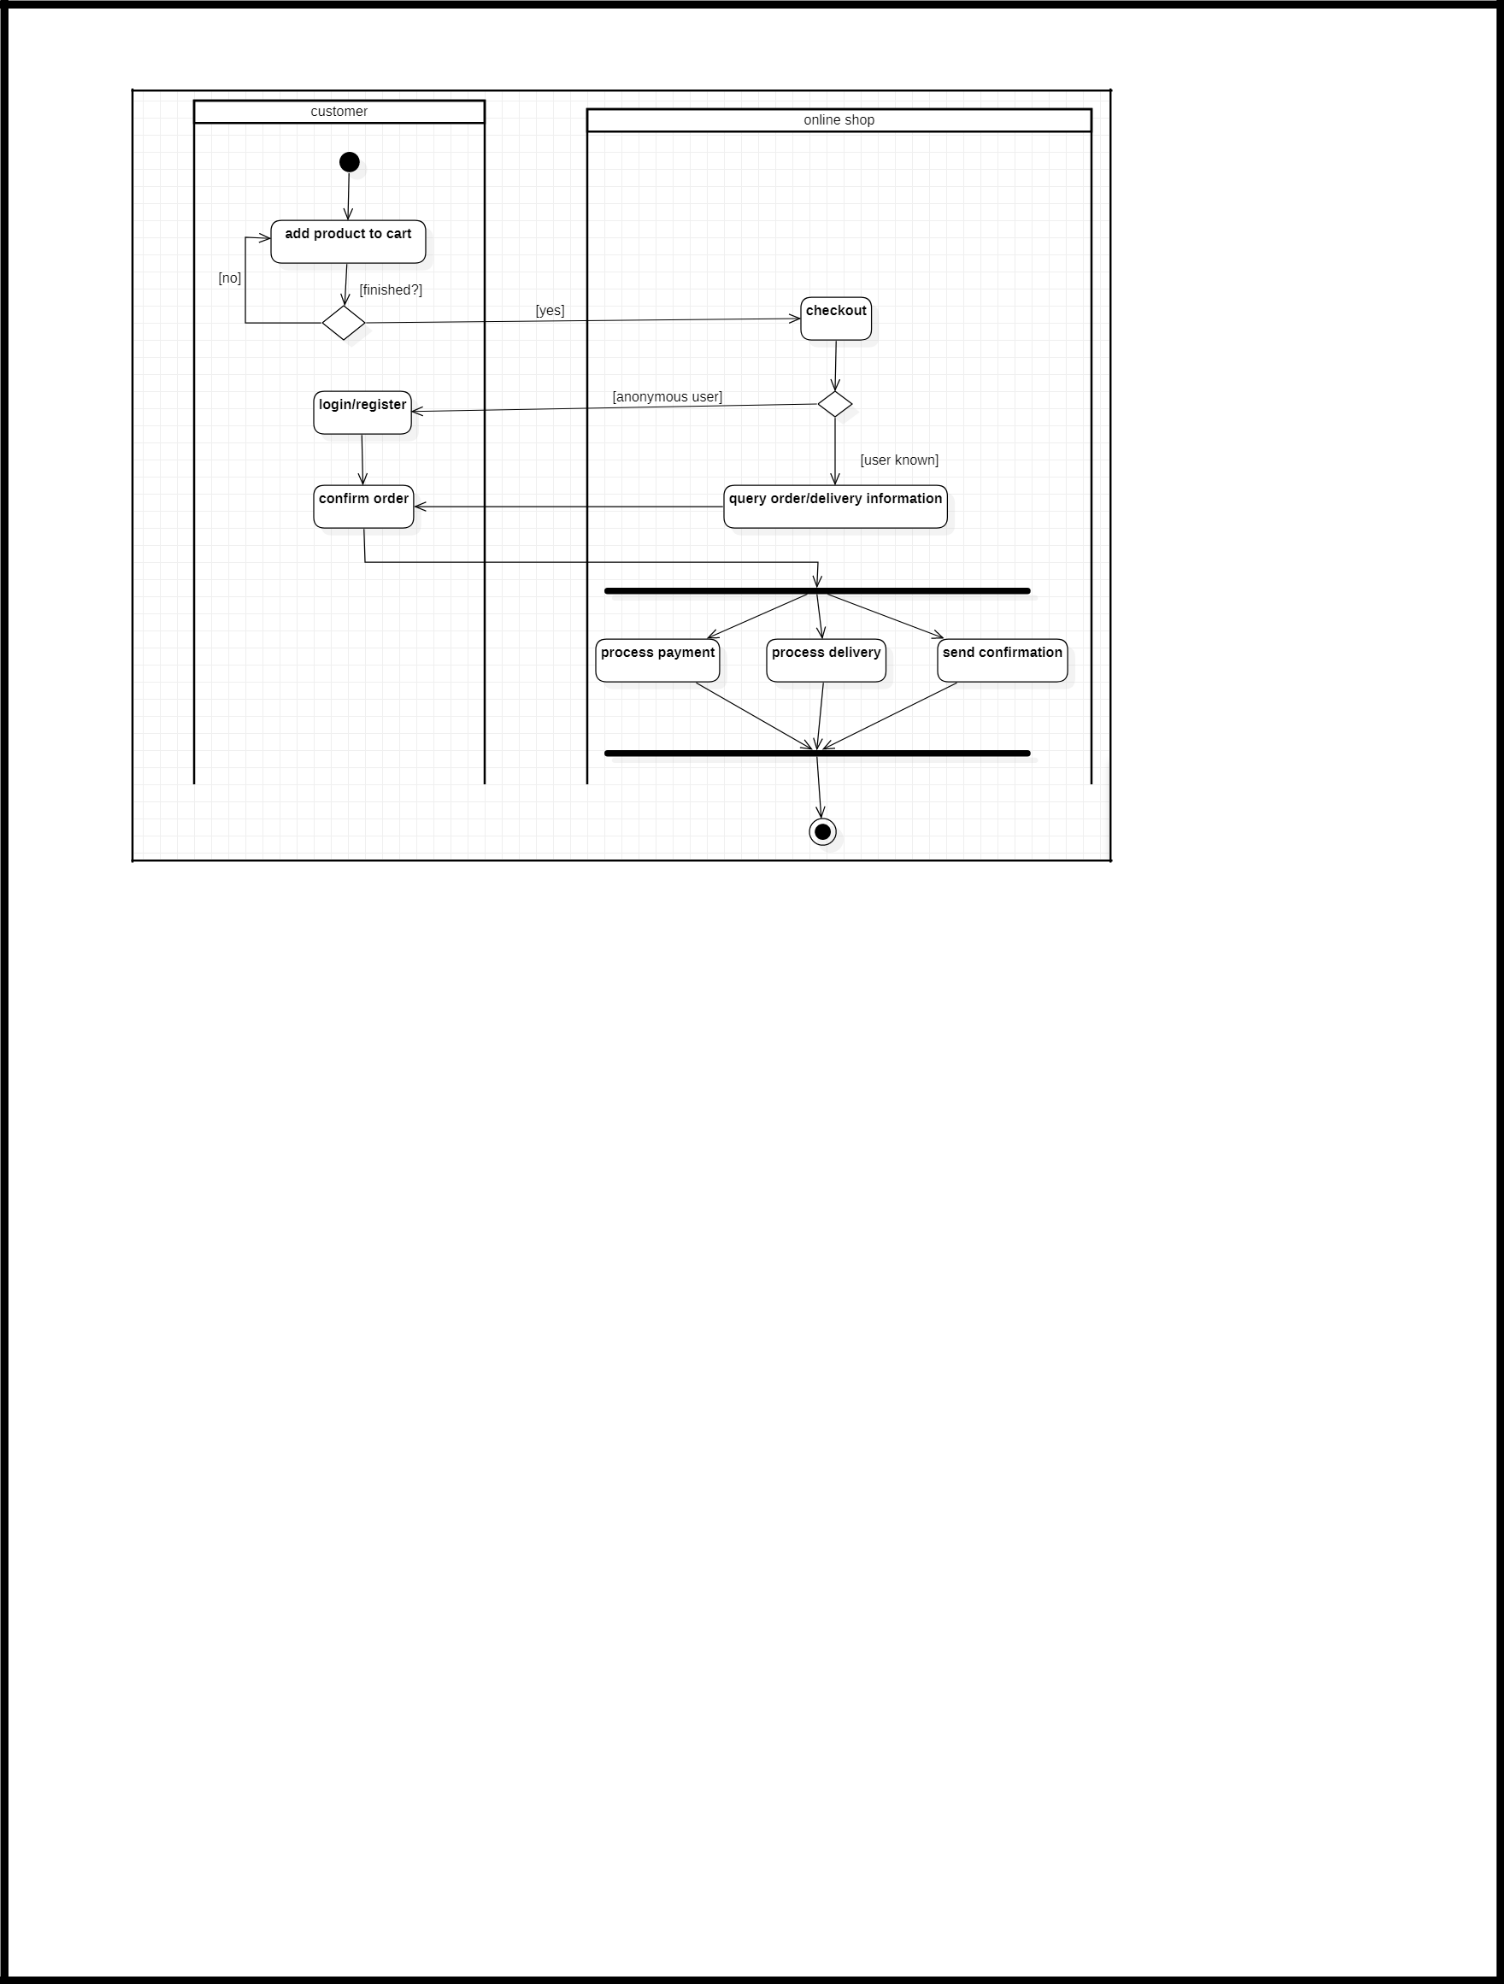 customer
online shop
add product to cart
[no]
[finished?]
[yes]
checkout
[anonymous user]
login/register
[user known]
confirm order
query order/delivery information
process payment
process delivery
send confirmation